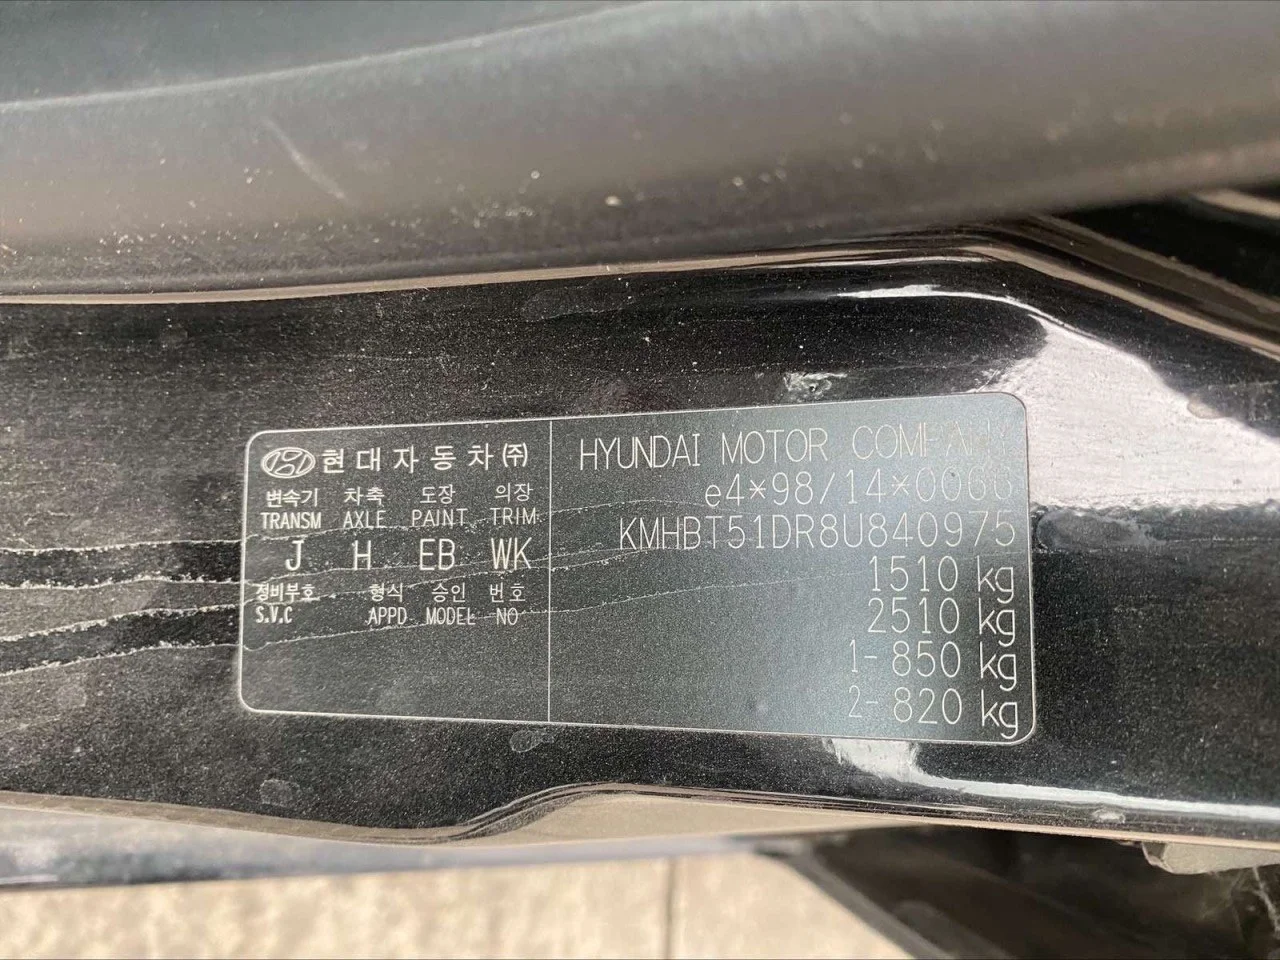 현대자동차㈜
변속기 차축 도장 의장
TRANSM AXLE PAINT TRIM
J H EB WK
정비부호 형식 승인 번호
S.V.C APPD MODEL NO
HYUNDAI MOTOR COMPANY
e4*98/14*0066
KMHBT51DR8U840975
1510 kg
2510 kg
1- 850 kg
2- 820 kg